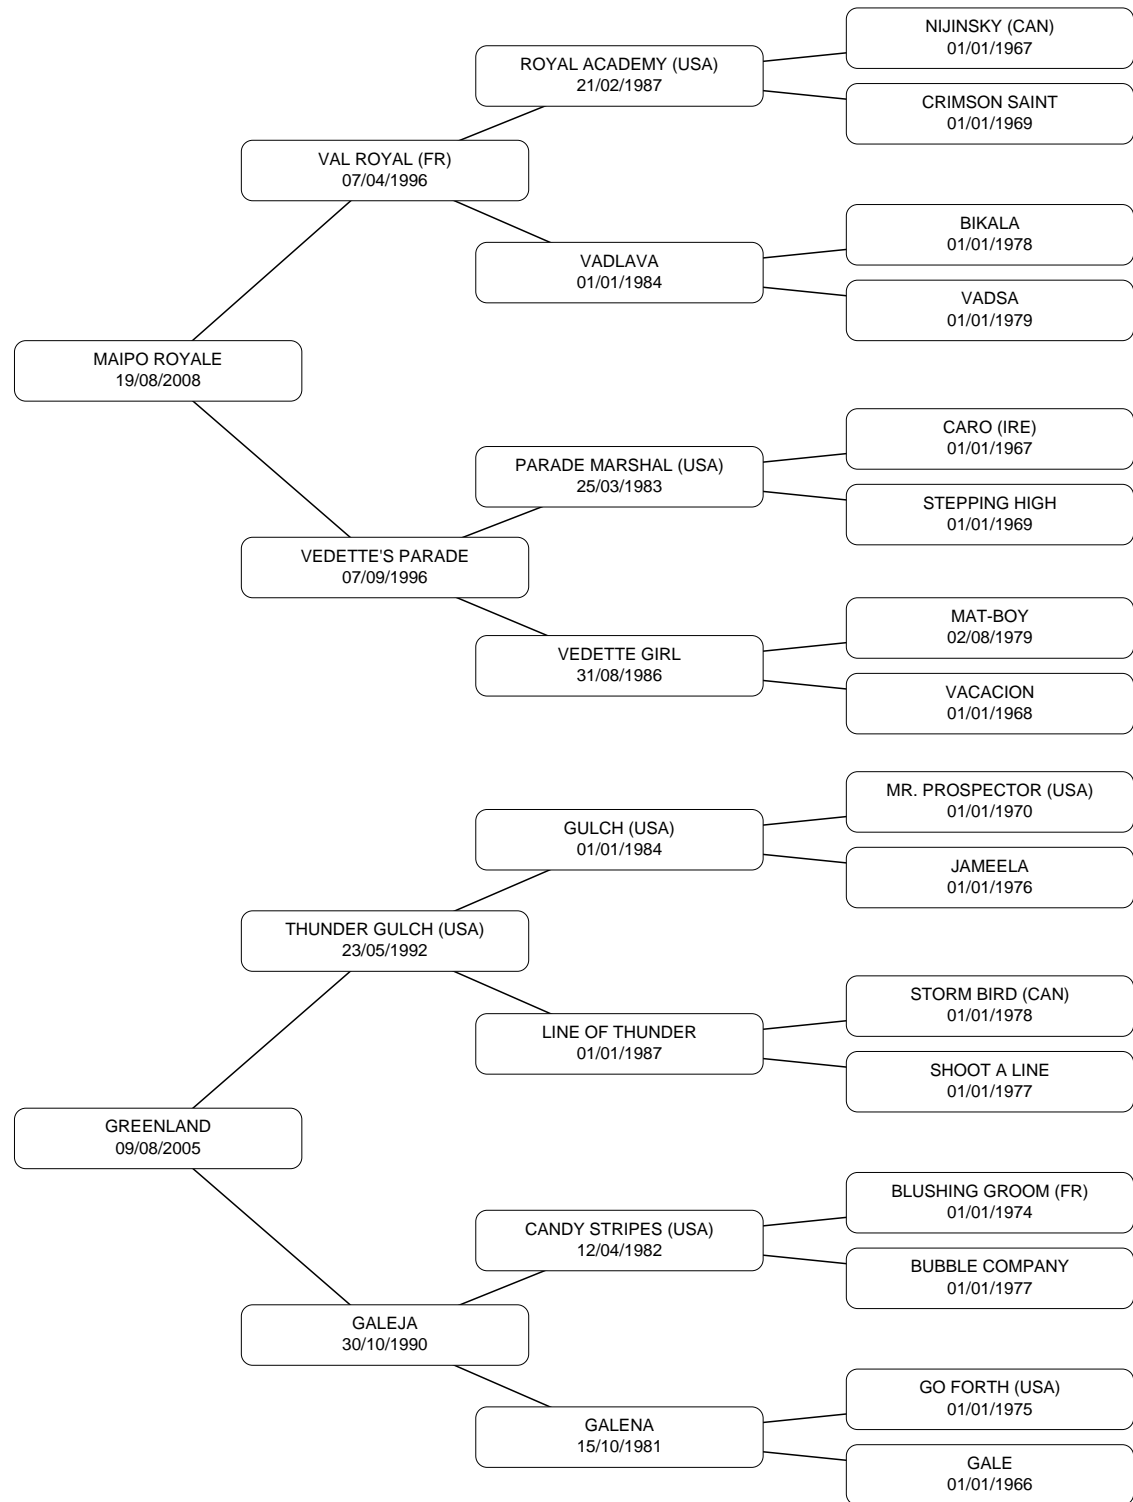 NIJINSKY (CAN)
01/01/1967
ROYAL ACADEMY (USA)
21/02/1987
CRIMSON SAINT
01/01/1969
VAL ROYAL (FR)
07/04/1996
BIKALA
01/01/1978
VADLAVA
01/01/1984
VADSA
01/01/1979
MAIPO ROYALE
19/08/2008
CARO (IRE)
01/01/1967
PARADE MARSHAL (USA)
25/03/1983
STEPPING HIGH
01/01/1969
VEDETTE'S PARADE
07/09/1996
MAT-BOY
02/08/1979
VEDETTE GIRL
31/08/1986
VACACION
01/01/1968
MR. PROSPECTOR (USA)
01/01/1970
GULCH (USA)
01/01/1984
JAMEELA
01/01/1976
THUNDER GULCH (USA)
23/05/1992
STORM BIRD (CAN)
01/01/1978
LINE OF THUNDER
01/01/1987
SHOOT A LINE
01/01/1977
GREENLAND
09/08/2005
BLUSHING GROOM (FR)
01/01/1974
CANDY STRIPES (USA)
12/04/1982
BUBBLE COMPANY
01/01/1977
GALEJA
30/10/1990
GO FORTH (USA)
01/01/1975
GALENA
15/10/1981
GALE
01/01/1966